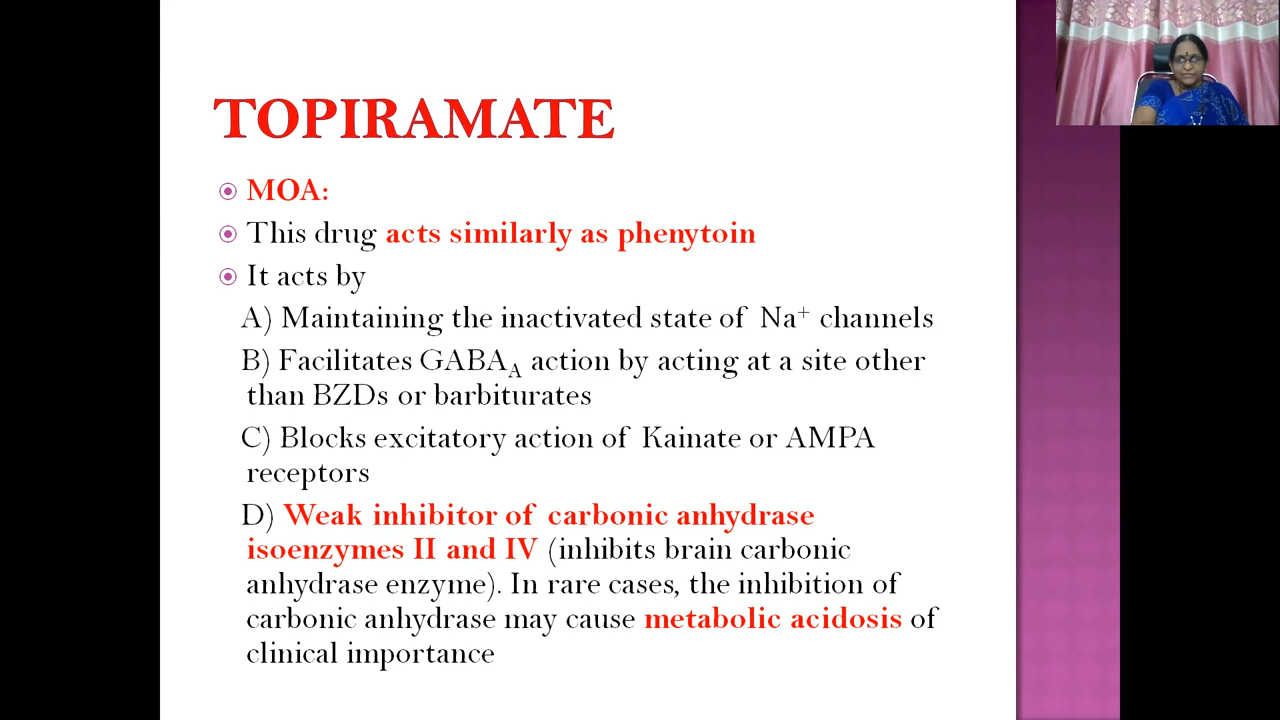 TOPIRAMATE
MOA:
This drug acts similarly as phenytoin
It acts by
A) Maintaining the inactivated state of Na⁺ channels
B) Facilitates GABAA action by acting at a site other
than BZDs or barbiturates
C) Blocks excitatory action of Kainate or AMPA
receptors
D) Weak inhibitor of carbonic anhydrase
isoenzymes II and IV (inhibits brain carbonic
anhydrase enzyme). In rare cases, the inhibition of
carbonic anhydrase may cause metabolic acidosis of
clinical importance